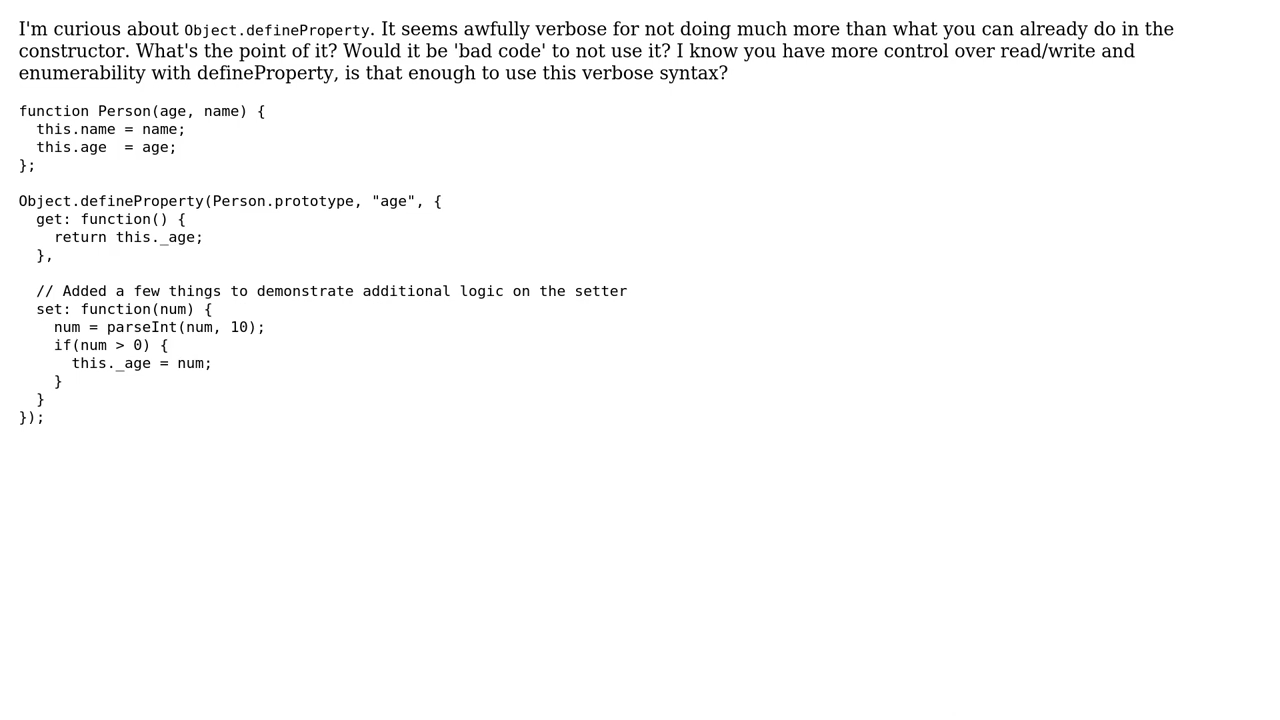 I'm curious about Object.defineProperty. It seems awfully verbose for not doing much more than what you can already do in the
constructor. What's the point of it? Would it be 'bad code' to not use it? I know you have more control over read/write and
enumerability with defineProperty, is that enough to use this verbose syntax?

function Person(age, name) {
  this.name = name;
  this.age  = age;
};

Object.defineProperty(Person.prototype, "age", {
  get: function() {
    return this._age;
  },

  // Added a few things to demonstrate additional logic on the setter
  set: function(num) {
    num = parseInt(num, 10);
    if(num > 0) {
      this._age = num;
    }
  }
});